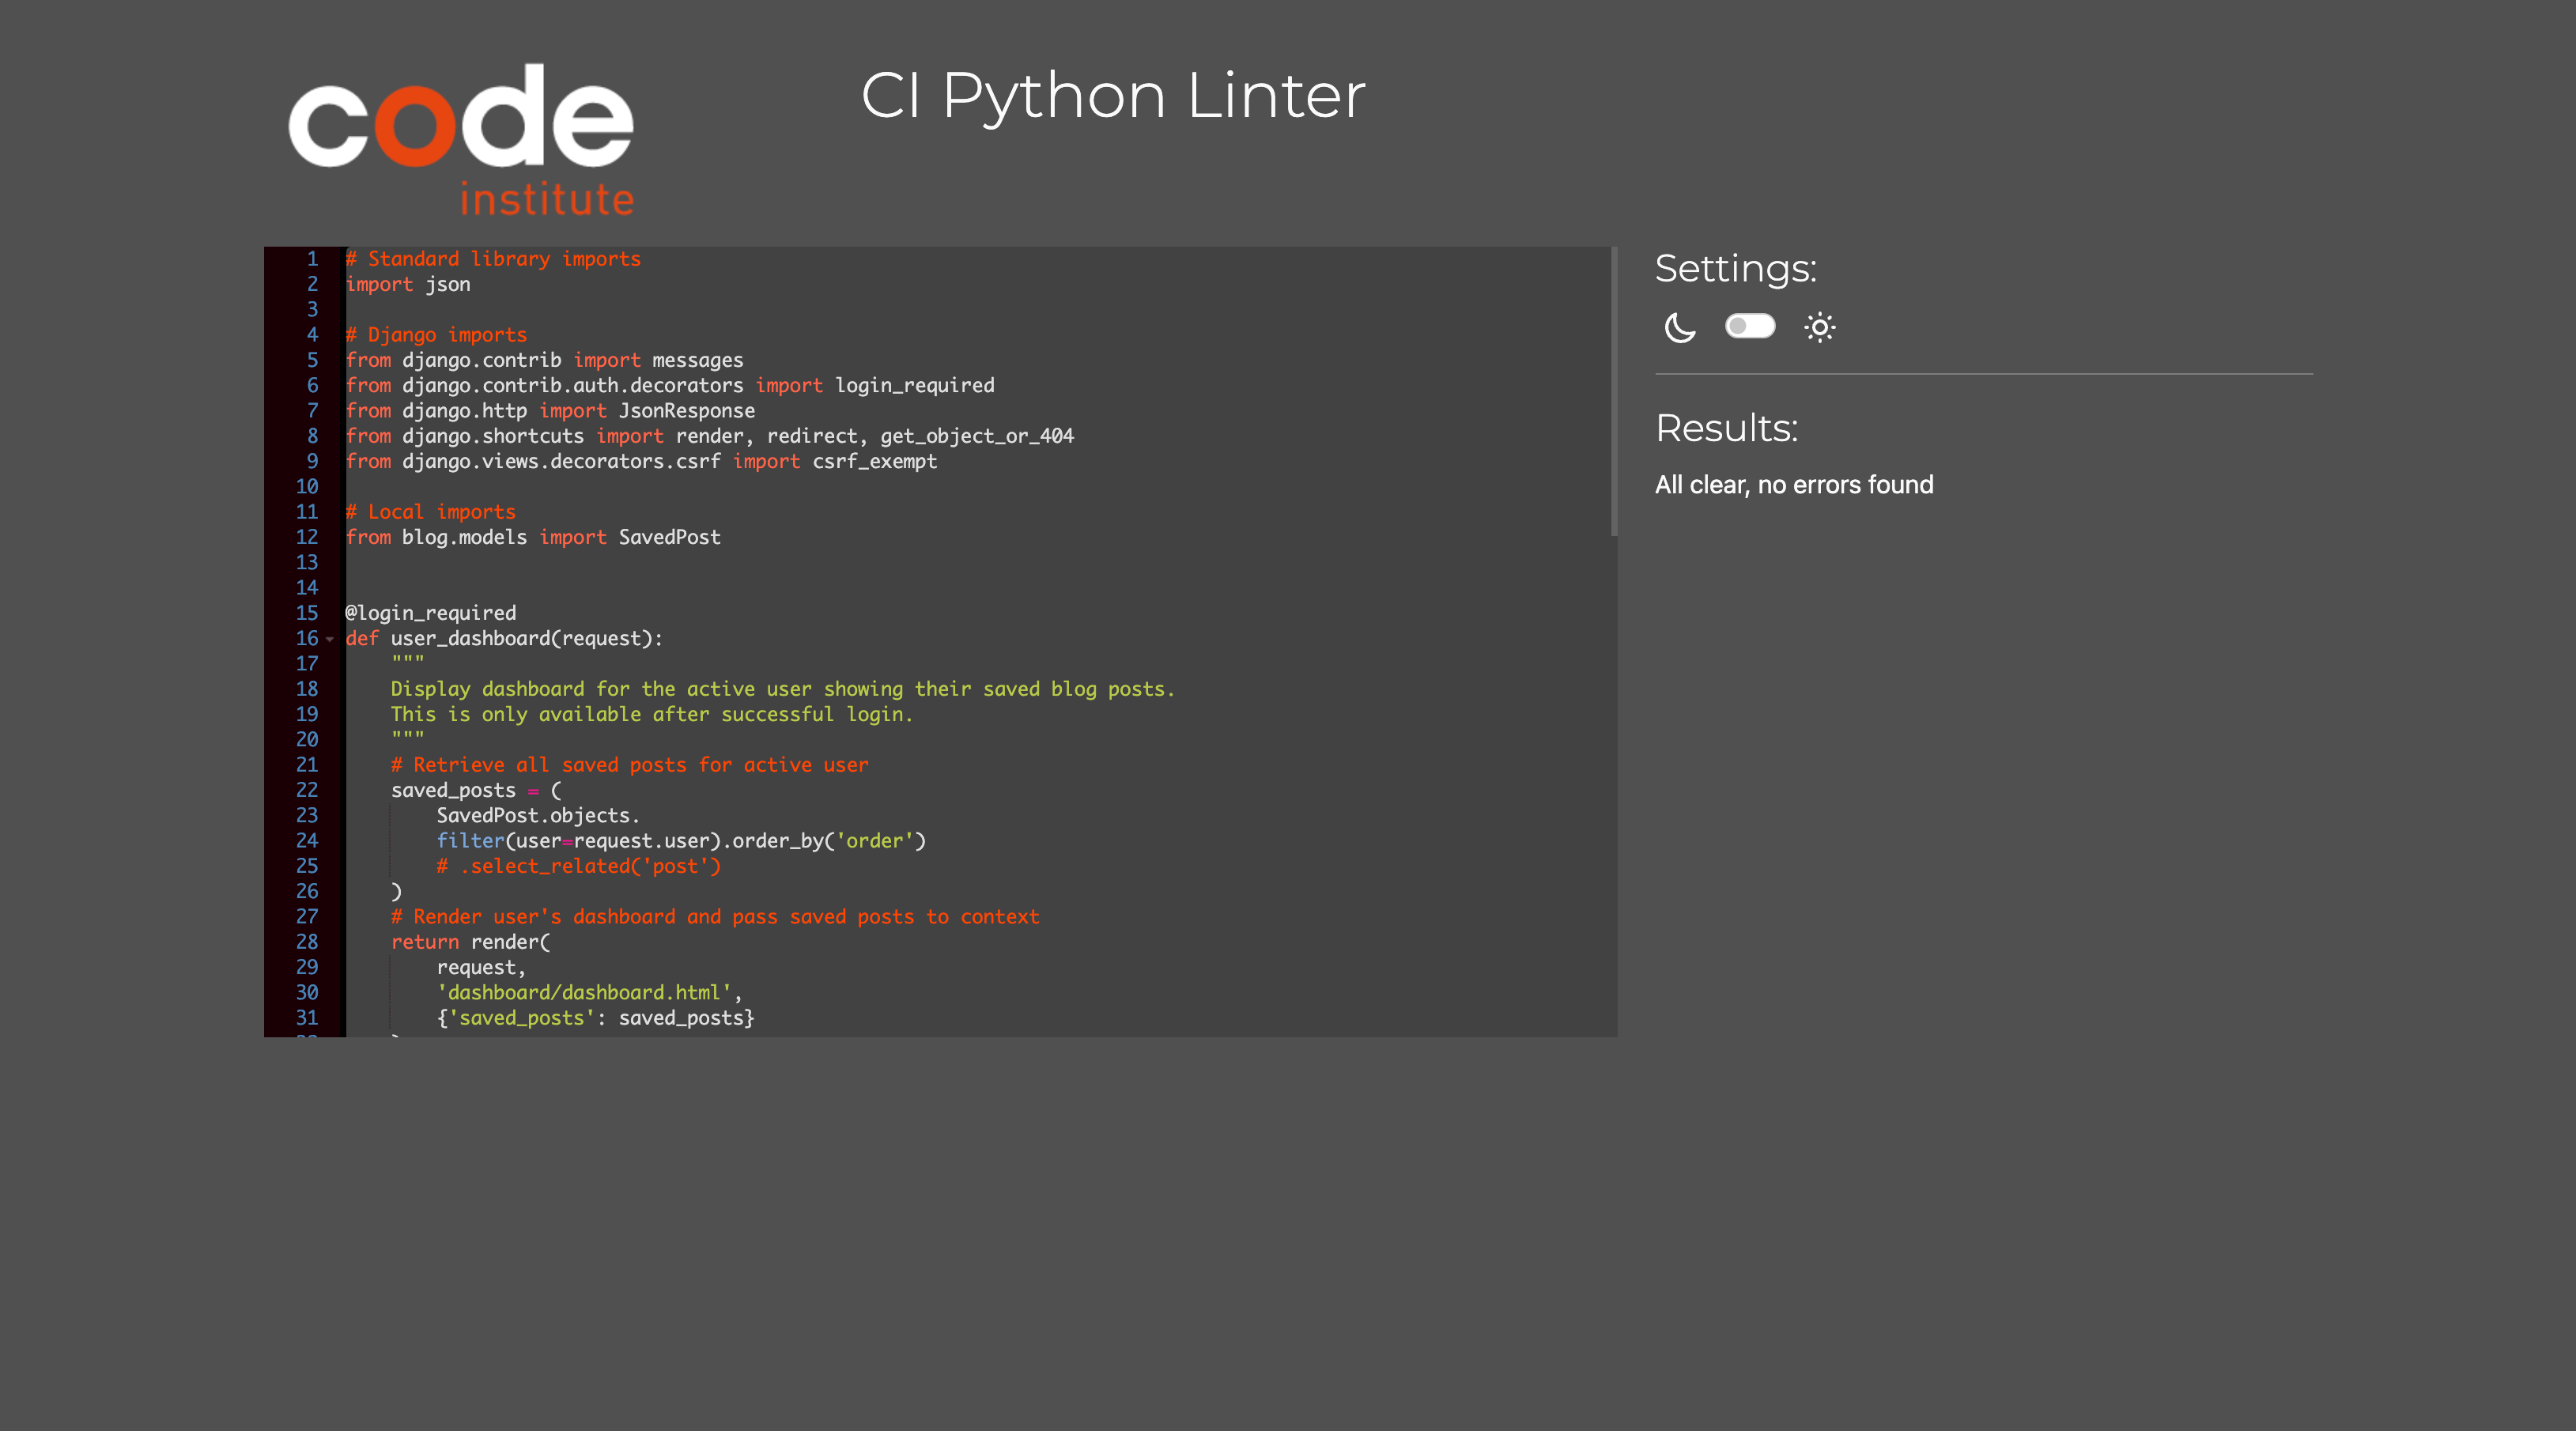 code
institute
CI Python Linter
1 # Standard library imports
2 import json
3
4 # Django imports
5 from django.contrib import messages
6 from django.contrib.auth.decorators import login_required
7 from django.http import JsonResponse
8 from django.shortcuts import render, redirect, get_object_or_404
9 from django.views.decorators.csrf import csrf_exempt
10
11 # Local imports
12 from blog.models import SavedPost
13
14
15 @login_required
16 def user_dashboard(request):
17     """
18     Display dashboard for the active user showing their saved blog posts.
19     This is only available after successful login.
20     """
21     # Retrieve all saved posts for active user
22     saved_posts = (
23         SavedPost.objects.
24         filter(user=request.user).order_by('order')
25         # .select_related('post')
26     )
27     # Render user's dashboard and pass saved posts to context
28     return render(
29         request,
30         'dashboard/dashboard.html',
31         {'saved_posts': saved_posts}
Settings:
Results:
All clear, no errors found